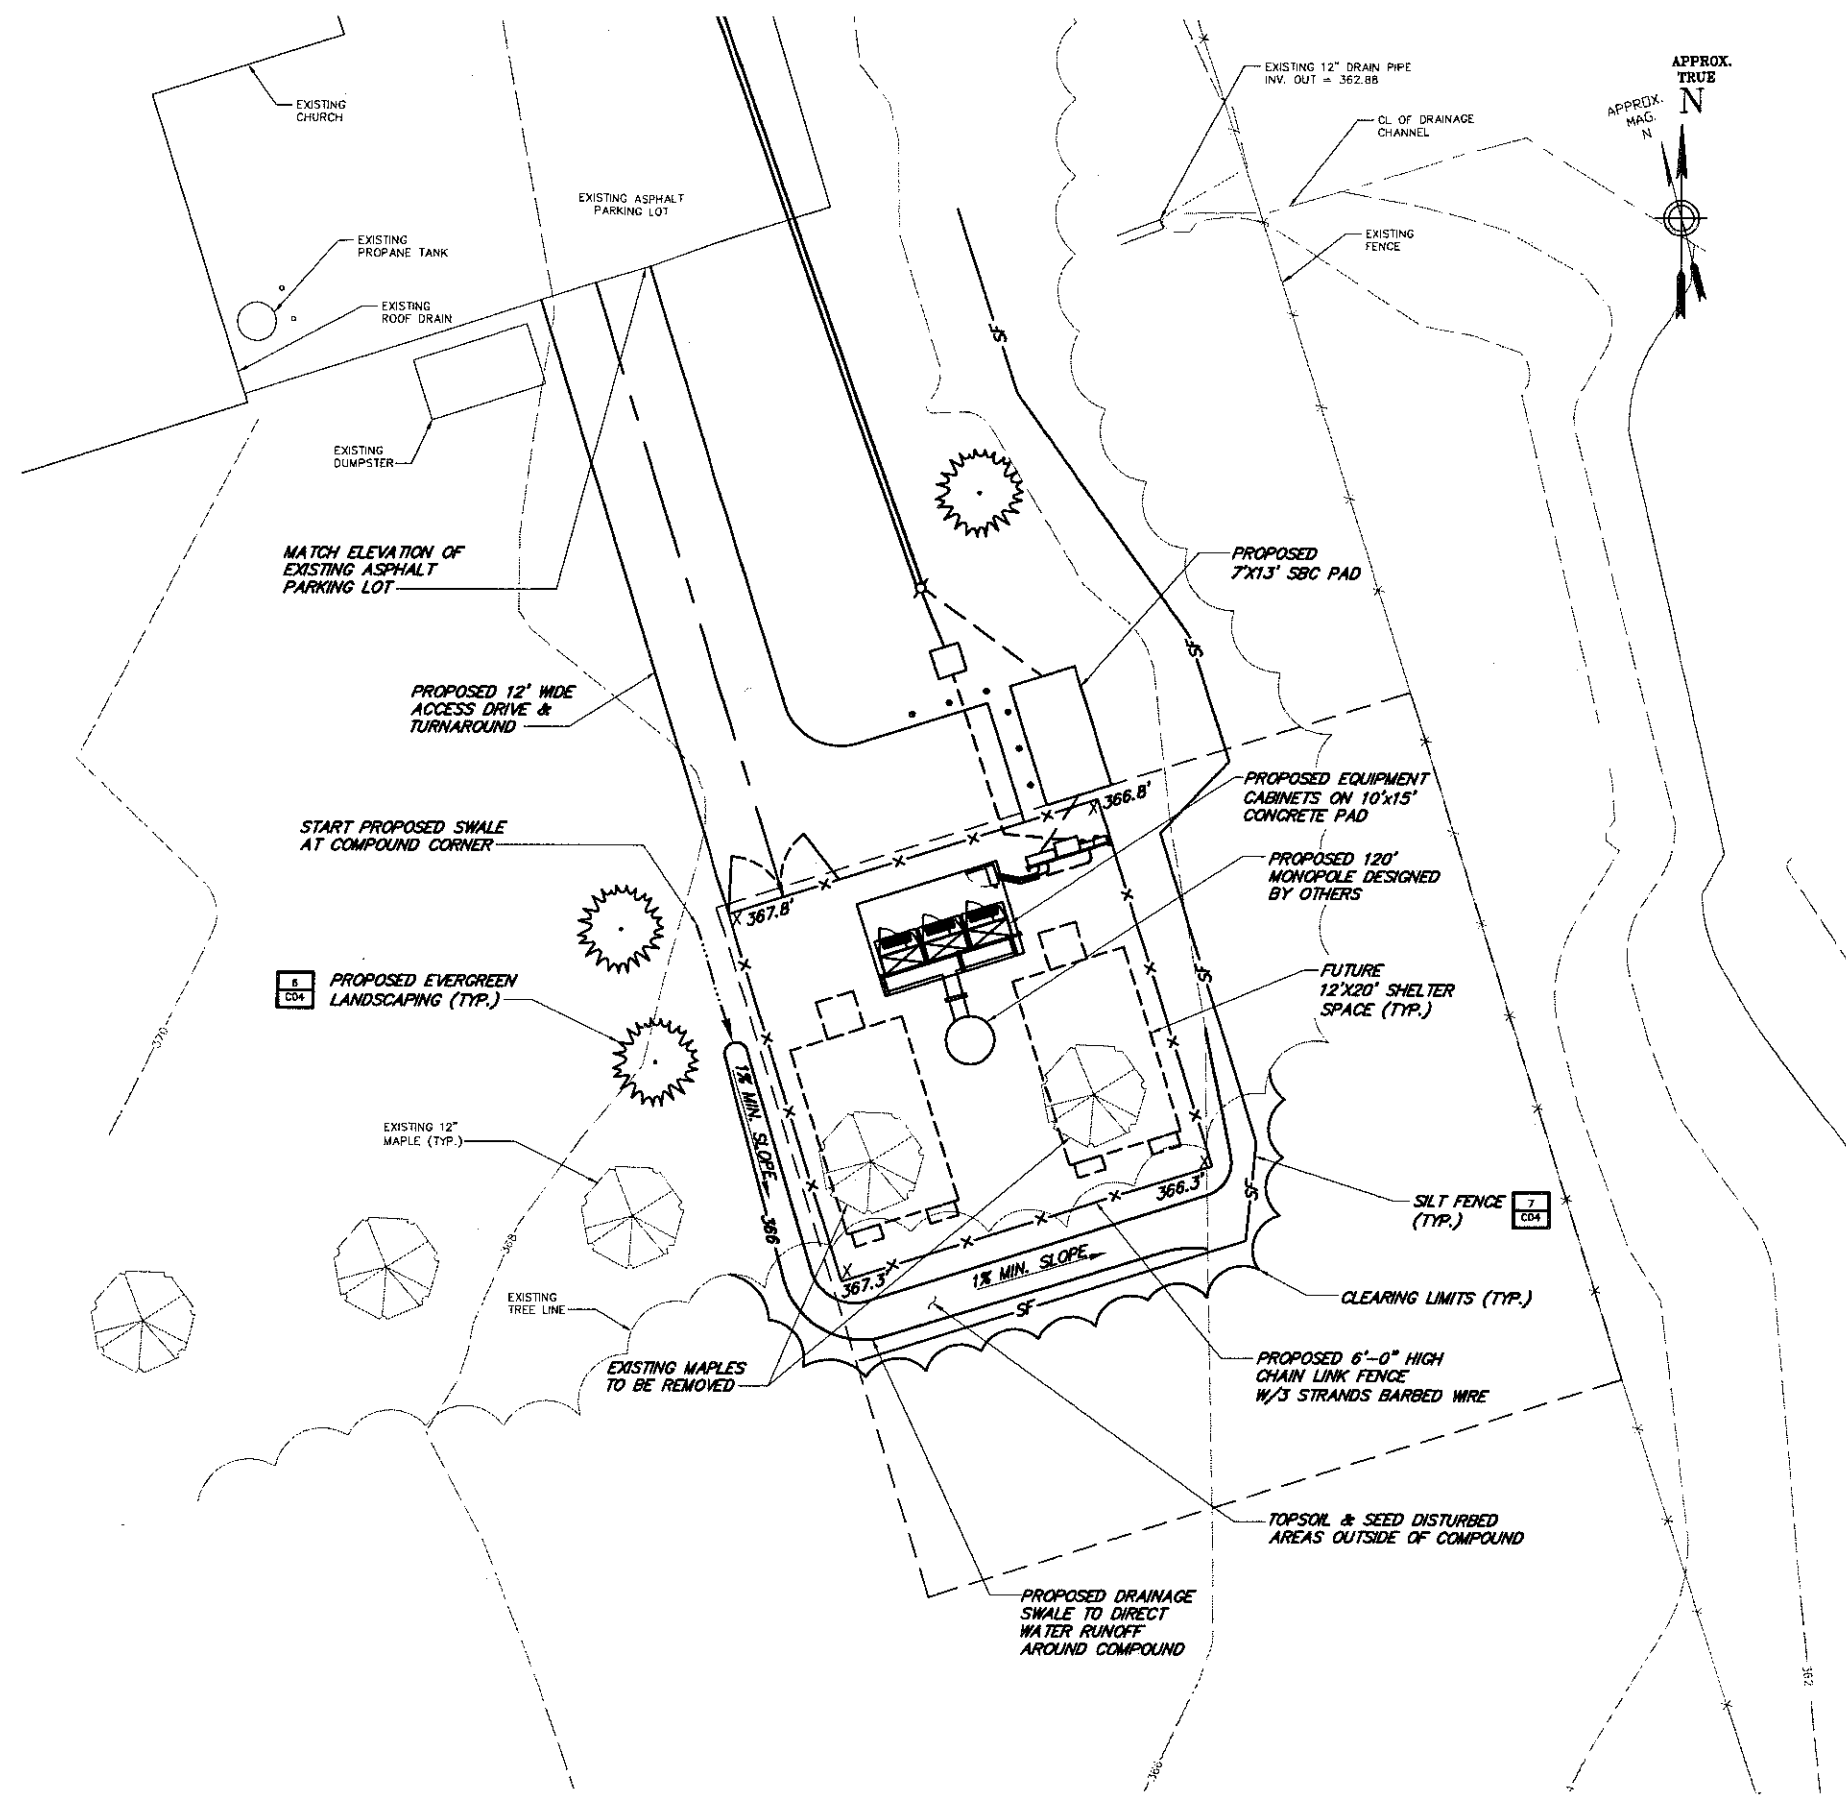 EXISTING 12" DRAIN PIPE
INV. OUT = 362.88
APPROX.
TRUE
N
APPROX.
MAG.
N
EXISTING
CHURCH
CL OF DRAINAGE
CHANNEL
EXISTING ASPHALT
PARKING LOT
EXISTING
PROPANE TANK
EXISTING
FENCE
EXISTING
ROOF DRAIN
SF
EXISTING
DUMPSTER
MATCH ELEVATION OF
EXISTING ASPHALT
PARKING LOT
PROPOSED
7'X13' SBC PAD
SF
PROPOSED 12' WIDE
ACCESS DRIVE &
TURNAROUND
PROPOSED EQUIPMENT
CABINETS ON 10'x15'
CONCRETE PAD
366.8'
START PROPOSED SWALE
AT COMPOUND CORNER
PROPOSED 120'
MONOPOLE DESIGNED
BY OTHERS
367.8'
6
CD4
PROPOSED EVERGREEN
LANDSCAPING (TYP.)
SF
FUTURE
12'X20' SHELTER
SPACE (TYP.)
370
1% MIN. SLOPE
EXISTING 12"
MAPLE (TYP.)
366.3'
SF
SILT FENCE
(TYP.)
7
CD4
366
368
1% MIN. SLOPE
367.3'
EXISTING
TREE LINE
SF
CLEARING LIMITS (TYP.)
EXISTING MAPLES
TO BE REMOVED
PROPOSED 6'-0" HIGH
CHAIN LINK FENCE
W/3 STRANDS BARBED WIRE
TOPSOIL & SEED DISTURBED
AREAS OUTSIDE OF COMPOUND
PROPOSED DRAINAGE
SWALE TO DIRECT
WATER RUNOFF
AROUND COMPOUND
362
366